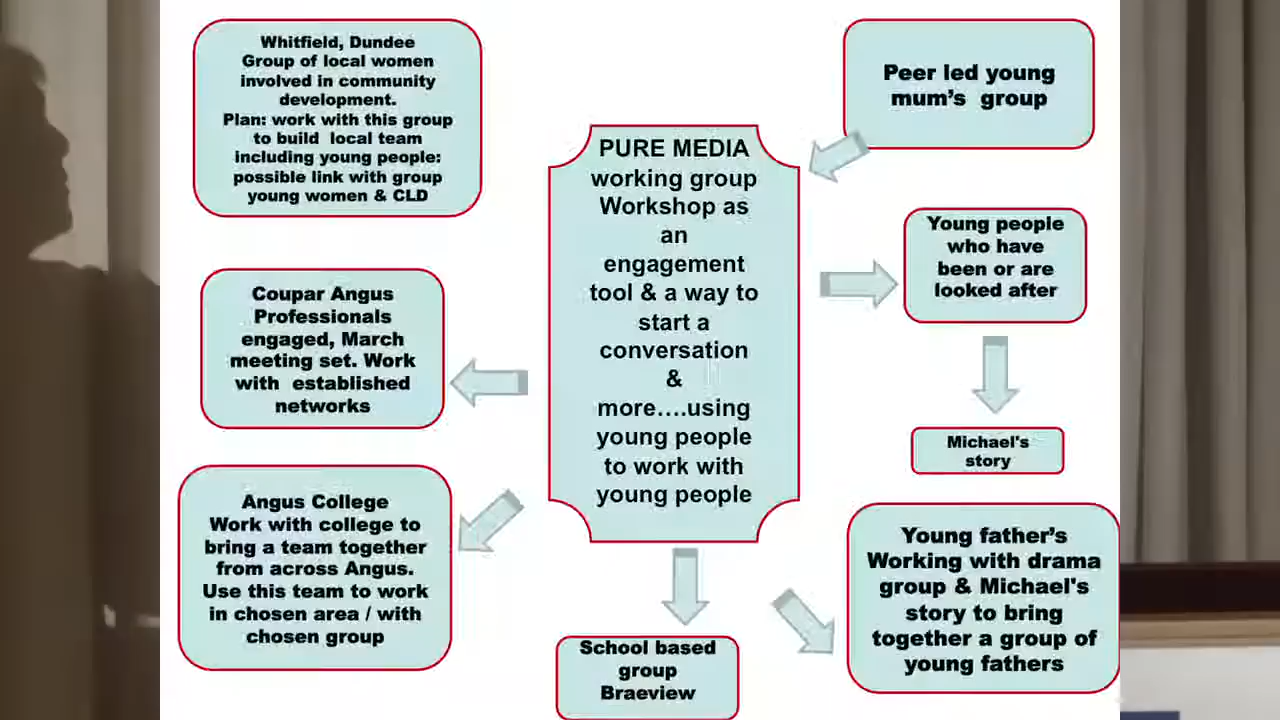 Whitfield, Dundee
Group of local women
involved in community
development.
Plan: work with this group
to build local team
including young people:
possible link with group
young women & CLD
Peer led young
mum’s group
PURE MEDIA
working group
Workshop as
an
engagement
tool & a way to
start a
conversation
&
more….using
young people
to work with
young people
Young people
who have
been or are
looked after
Coupar Angus
Professionals
engaged, March
meeting set. Work
with established
networks
Michael's
story
Angus College
Work with college to
bring a team together
from across Angus.
Use this team to work
in chosen area / with
chosen group
Young father’s
Working with drama
group & Michael's
story to bring
together a group of
young fathers
School based
group
Braeview